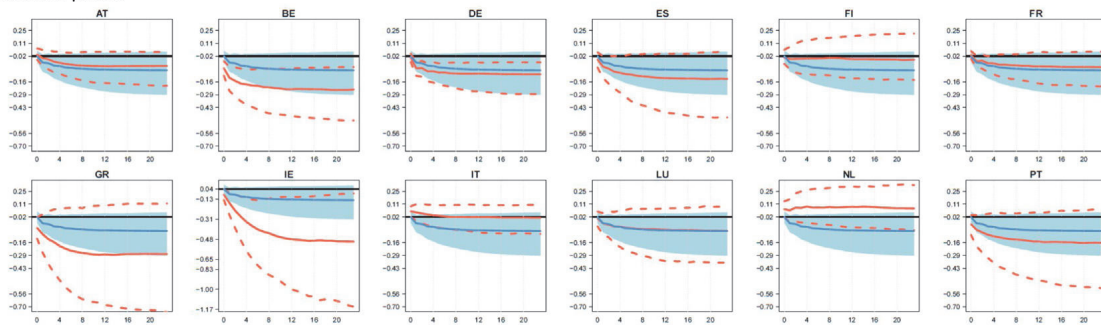 AT BE DE ES FI FR
0.25 0.25 0.25 0.25 0.25 0.25
0.11 0.11 0.11 0.11 0.11 0.11
−0.02 −0.02 −0.02 −0.02 −0.02 −0.02
−0.16 −0.16 −0.16 −0.16 −0.16 −0.16
−0.29 −0.29 −0.29 −0.29 −0.29 −0.29
−0.43 −0.43 −0.43 −0.43 −0.43 −0.43
−0.56 −0.56 −0.56 −0.56 −0.56 −0.56
−0.70 −0.70 −0.70 −0.70 −0.70 −0.70
0 4 8 12 16 20 0 4 8 12 16 20 0 4 8 12 16 20 0 4 8 12 16 20 0 4 8 12 16 20 0 4 8 12 16 20
GR IE IT LU NL PT
0.25 0.04 0.25 0.25 0.25 0.25
0.11 −0.13 0.11 0.11 0.11 0.11
−0.02 −0.31 −0.02 −0.02 −0.02 −0.02
−0.16 −0.48 −0.16 −0.16 −0.16 −0.16
−0.29 −0.65 −0.29 −0.29 −0.29 −0.29
−0.43 −0.83 −0.43 −0.43 −0.43 −0.43
−0.56 −1.00 −0.56 −0.56 −0.56 −0.56
−0.70 −1.17 −0.70 −0.70 −0.70 −0.70
0 4 8 12 16 20 0 4 8 12 16 20 0 4 8 12 16 20 0 4 8 12 16 20 0 4 8 12 16 20 0 4 8 12 16 20